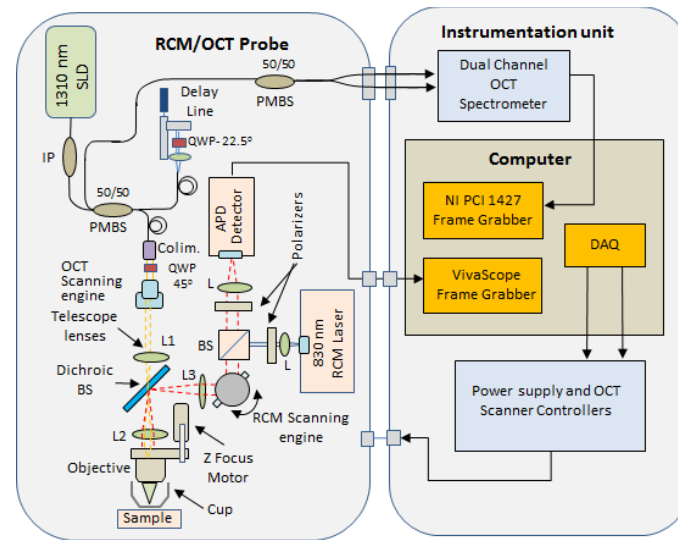 RCM/OCT Probe
1310 nm
SLD
IP
50/50
PMBS
Delay
Line
QWP-22.5º
50/50
PMBS
Colim.
QWP
45º
OCT
Scanning
engine
Telescope
lenses
L1
Dichroic
BS
L2
L3
Objective
Cup
Sample
Z Focus
Motor
APD
Detector
L
Polarizers
BS
L
830 nm
RCM Laser
RCM Scanning
engine
Instrumentation unit
Dual Channel
OCT
Spectrometer
Computer
NI PCI 1427
Frame Grabber
DAQ
VivaScope
Frame Grabber
Power supply and OCT
Scanner Controllers